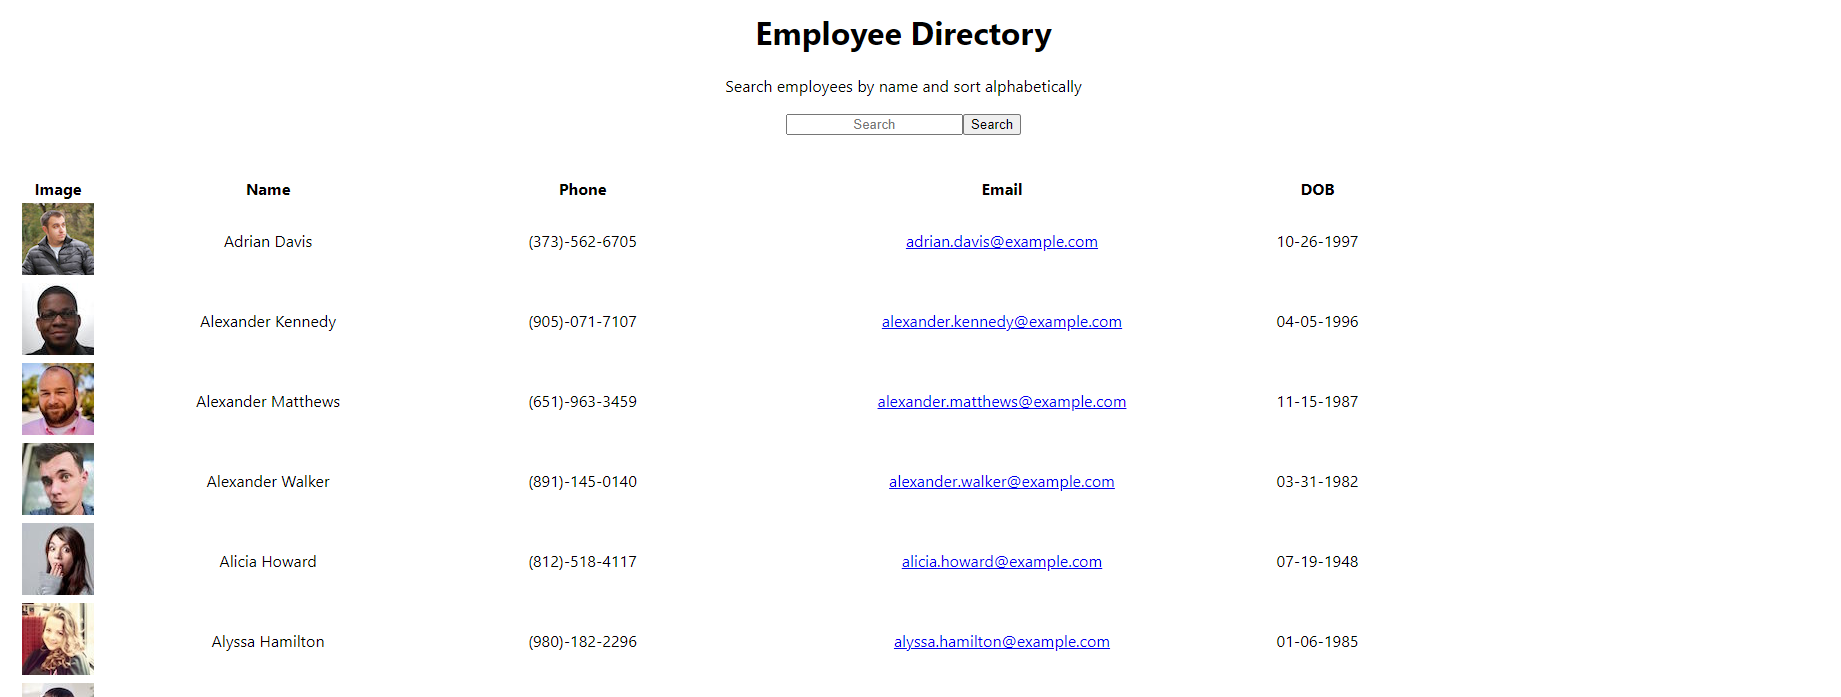 Employee Directory
Search employees by name and sort alphabetically
Search Search
Image Name Phone Email DOB
Adrian Davis (373)-562-6705 adrian.davis@example.com 10-26-1997
Alexander Kennedy (905)-071-7107 alexander.kennedy@example.com 04-05-1996
Alexander Matthews (651)-963-3459 alexander.matthews@example.com 11-15-1987
Alexander Walker (891)-145-0140 alexander.walker@example.com 03-31-1982
Alicia Howard (812)-518-4117 alicia.howard@example.com 07-19-1948
Alyssa Hamilton (980)-182-2296 alyssa.hamilton@example.com 01-06-1985